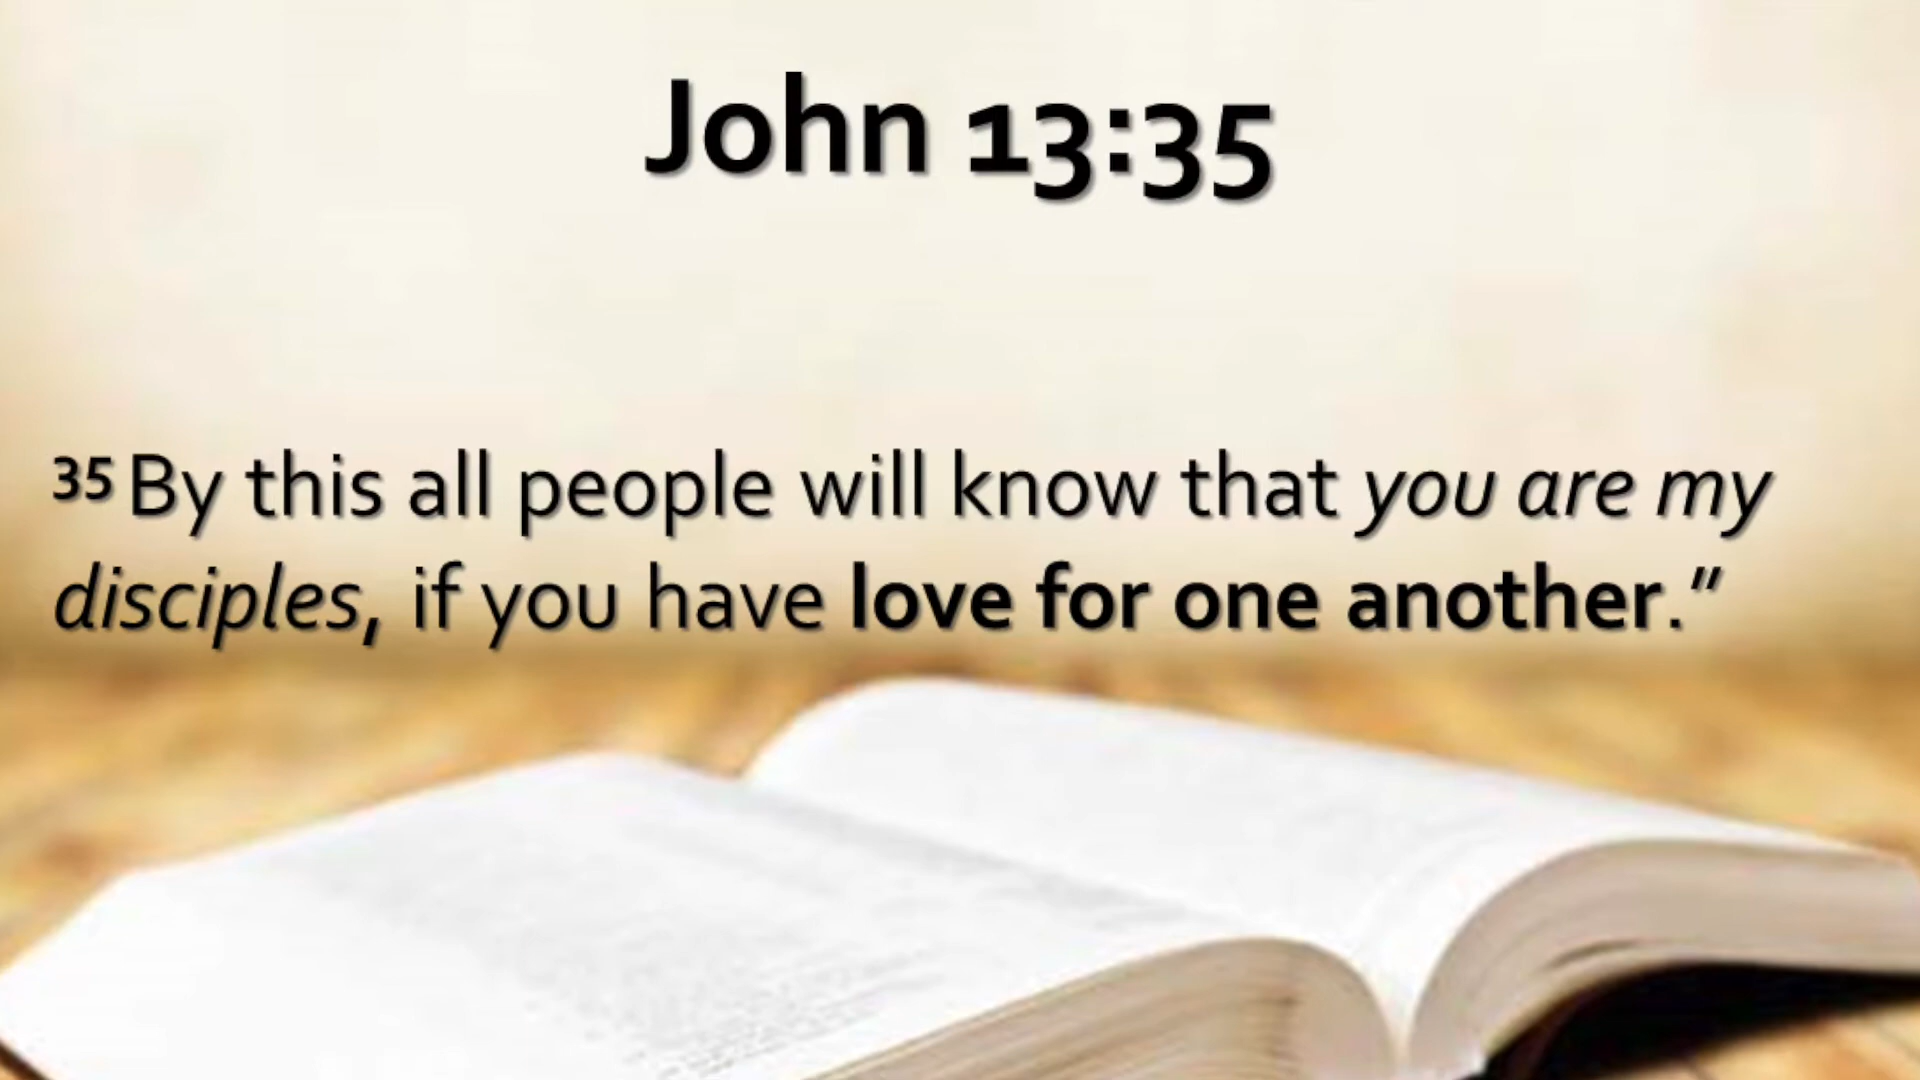 John 13:35
35 By this all people will know that you are my
disciples, if you have love for one another.”